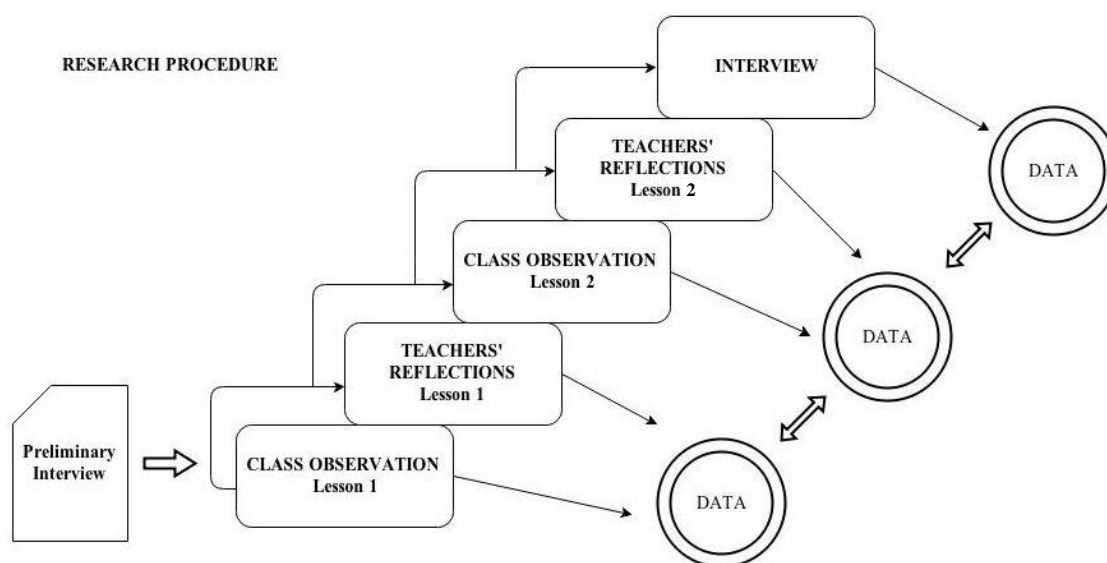 RESEARCH PROCEDURE
INTERVIEW
DATA
TEACHERS'
REFLECTIONS
Lesson 2
CLASS OBSERVATION
Lesson 2
DATA
TEACHERS'
REFLECTIONS
Lesson 1
Preliminary
Interview
CLASS OBSERVATION
Lesson 1
DATA